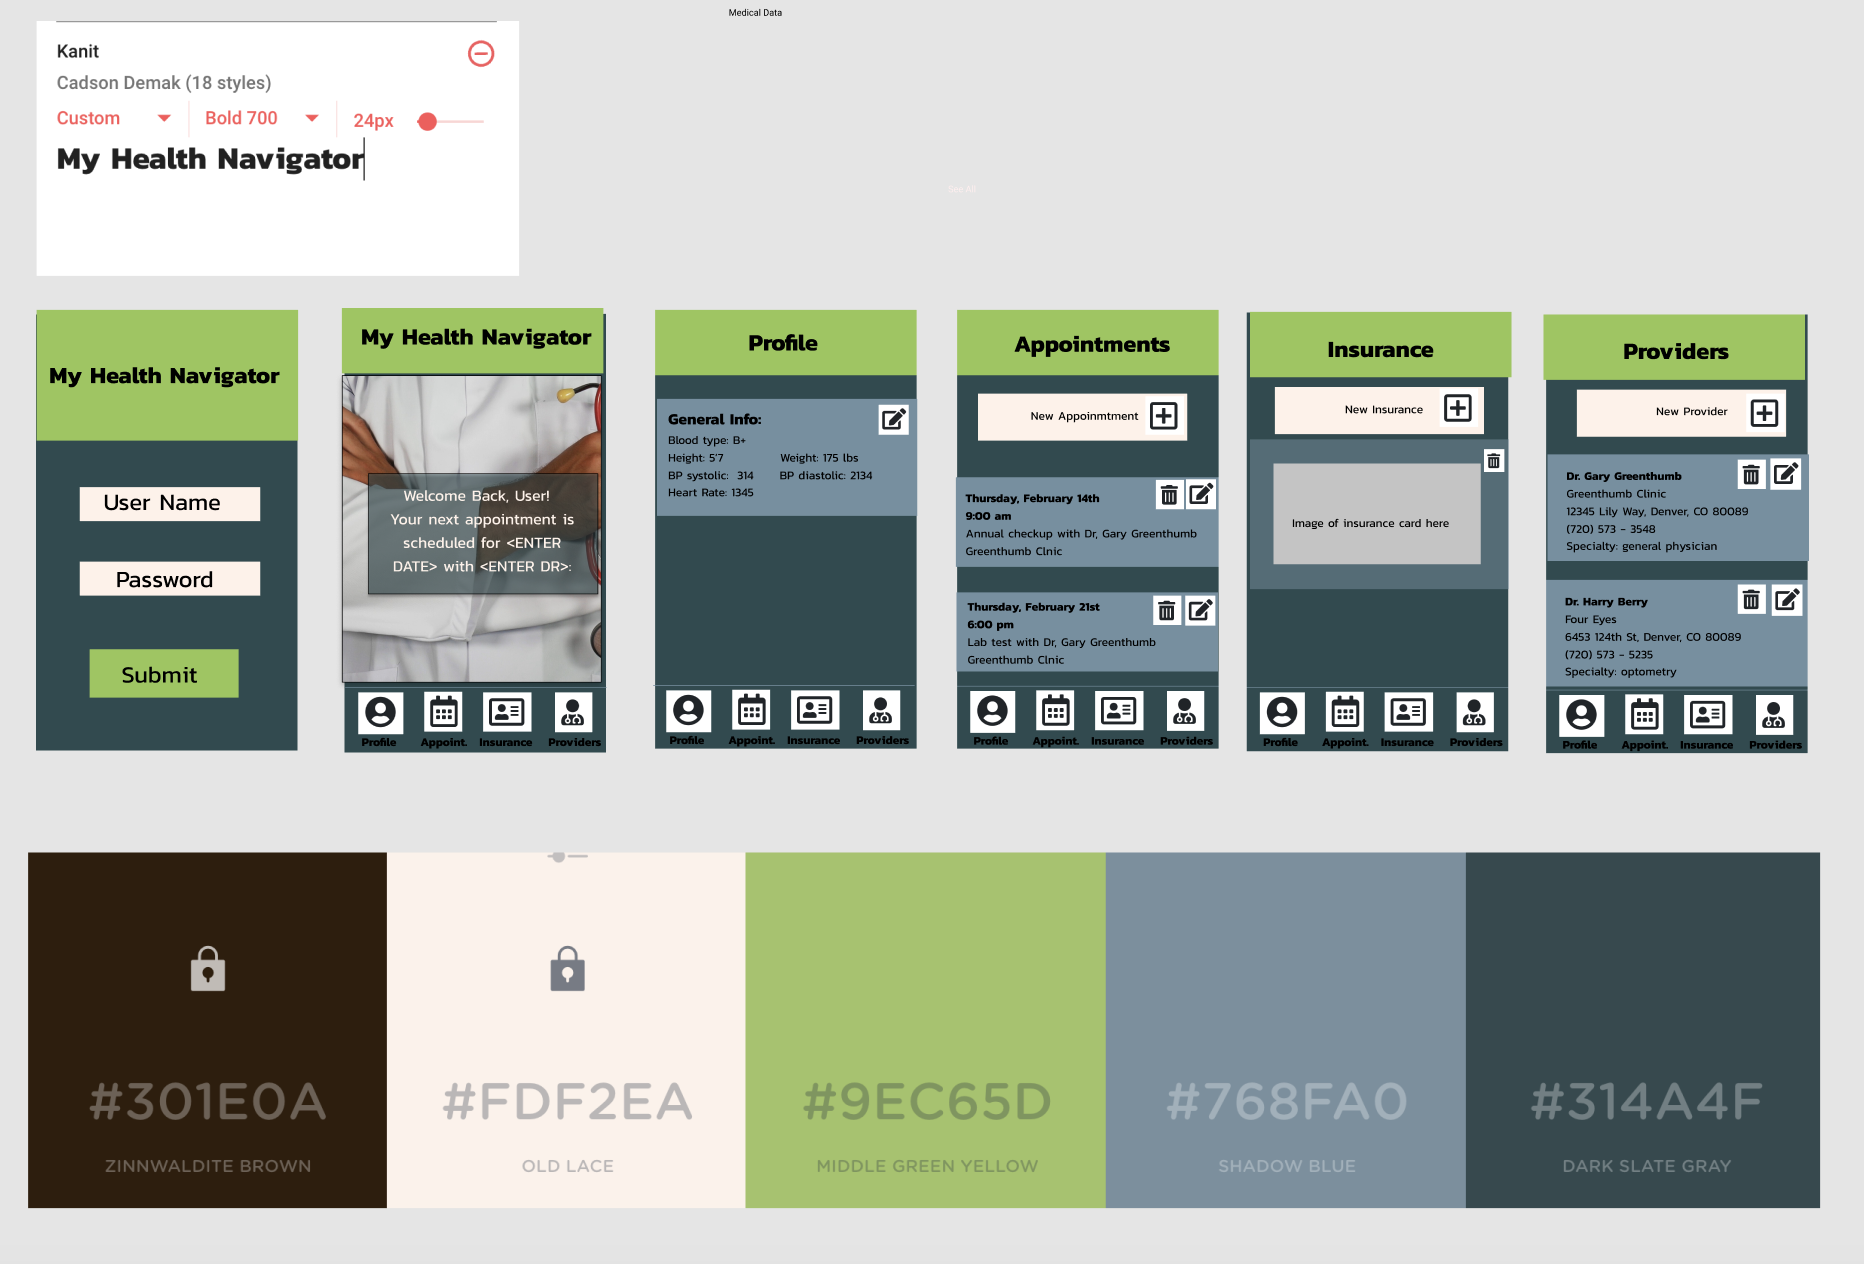 Medical Data
Kanit
Cadson Demak (18 styles)
Custom
Bold 700
24px
My Health Navigator
See All
My Health Navigator
User Name
Password
Submit
My Health Navigator
Welcome Back, User!
Your next appointment is
scheduled for <ENTER
DATE> with <ENTER DR>:
Profile
Appoint.
Insurance
Providers
Profile
General Info:
Blood type: B+
Height: 5'7
Weight: 175 lbs
BP systolic: 314
BP diastolic: 2134
Heart Rate: 1345
Profile
Appoint.
Insurance
Providers
Appointments
New Appoinmtment
Thursday, February 14th
9:00 am
Annual checkup with Dr, Gary Greenthumb
Greenthumb Clnic
Thursday, February 21st
6:00 pm
Lab test with Dr, Gary Greenthumb
Greenthumb Clnic
Profile
Appoint.
Insurance
Providers
Insurance
New Insurance
Image of insurance card here
Profile
Appoint.
Insurance
Providers
Providers
New Provider
Dr. Gary Greenthumb
Greenthumb Clinic
12345 Lily Way, Denver, CO 80089
(720) 573 - 3548
Specialty: general physician
Dr. Harry Berry
Four Eyes
6453 124th St, Denver, CO 80089
(720) 573 - 5235
Specialty: optometry
Profile
Appoint.
Insurance
Providers
#301E0A
ZINNWALDITE BROWN
#FDF2EA
OLD LACE
#9EC65D
MIDDLE GREEN YELLOW
#768FA0
SHADOW BLUE
#314A4F
DARK SLATE GRAY